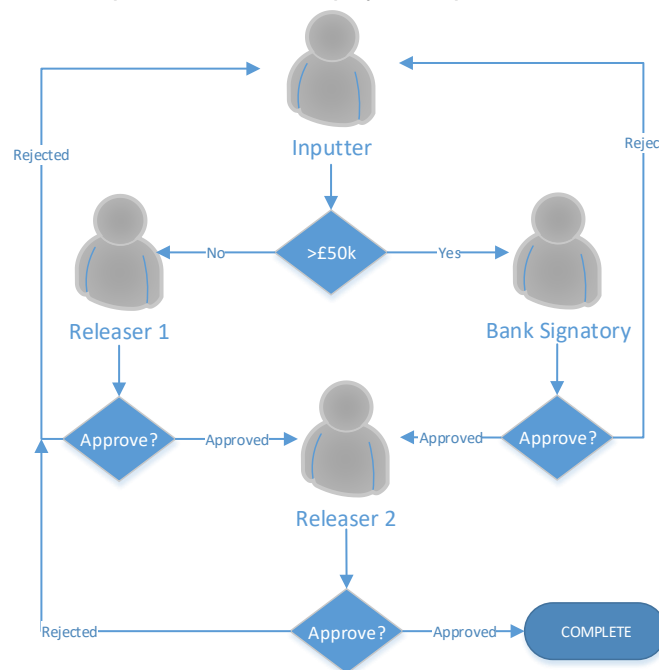 Inputter
Rejected
Rejec
>£50k
No
Yes
Releaser 1
Bank Signatory
Approve?
Approved
Approved
Approve?
Releaser 2
Rejected
Approve?
Approved
COMPLETE